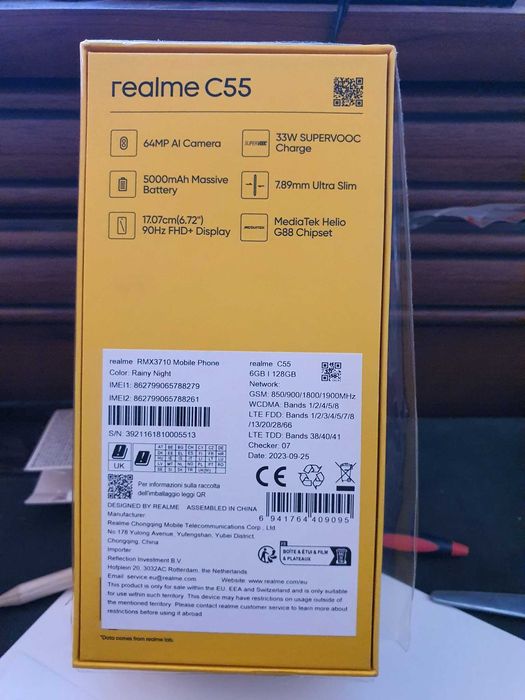 realme C55
64MP AI Camera
SUPERVOOC
33W SUPERVOOC
Charge
5000mAh Massive
Battery
7.89mm Ultra Slim
17.07cm(6.72")
90Hz FHD+ Display
MEDIATEK
MediaTek Helio
G88 Chipset
realme RMX3710 Mobile Phone
Color: Rainy Night
IMEI1: 862799065788279
IMEI2: 862799065788261
S/N: 3921161810005513
UK
Per informazioni sulla raccolta
dell'imballaggio leggi QR
realme C55
6GB I 128GB
Network:
GSM: 850/900/1800/1900MHz
WCDMA: Bands 1/2/4/5/8
LTE FDD: Bands 1/2/3/4/5/7/8
/13/20/28/66
LTE TDD: Bands 38/40/41
Checker: 07
Date: 2023-09-25
CE
6 941764 409095
DESIGNED BY REALME ASSEMBLED IN CHINA
Manufacturer
Realme Chongqing Mobile Telecommunications Corp., Ltd.
No.178 Yulong Avenue, Yufengshan, Yubei District,
Chongqing, China
Importer
Reflection Investment B.V
Hofplein 20, 3032AC Rotterdam, the Netherlands
Email: service.eu@realme.com Website: www.realme.com/eu
FR
BOÎTE & ÉTUI & FILM
& PLATEAUX
This product is only for sale within the EU, EEA and Switzerland and is only suitable
for use within such territory. This device may have restrictions on usage outside of
the mentioned territory. Please contact realme customer service to learn more about
restrictions before using it abroad
*Data comes from realme lab.